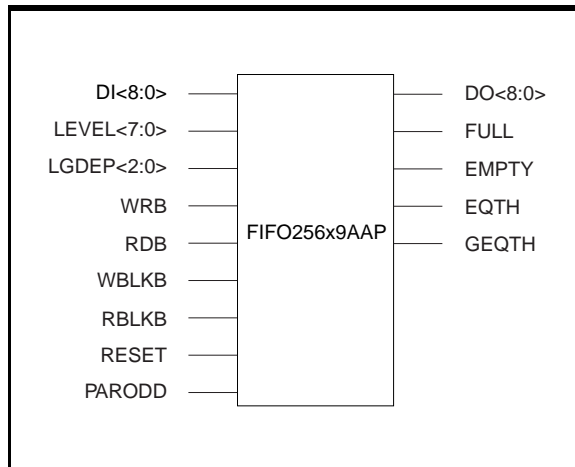 DI<8:0>
LEVEL<7:0>
LGDEP<2:0>
WRB
RDB
WBLKB
RBLKB
RESET
PARODD
FIFO256x9AAP
DO<8:0>
FULL
EMPTY
EQTH
GEQTH